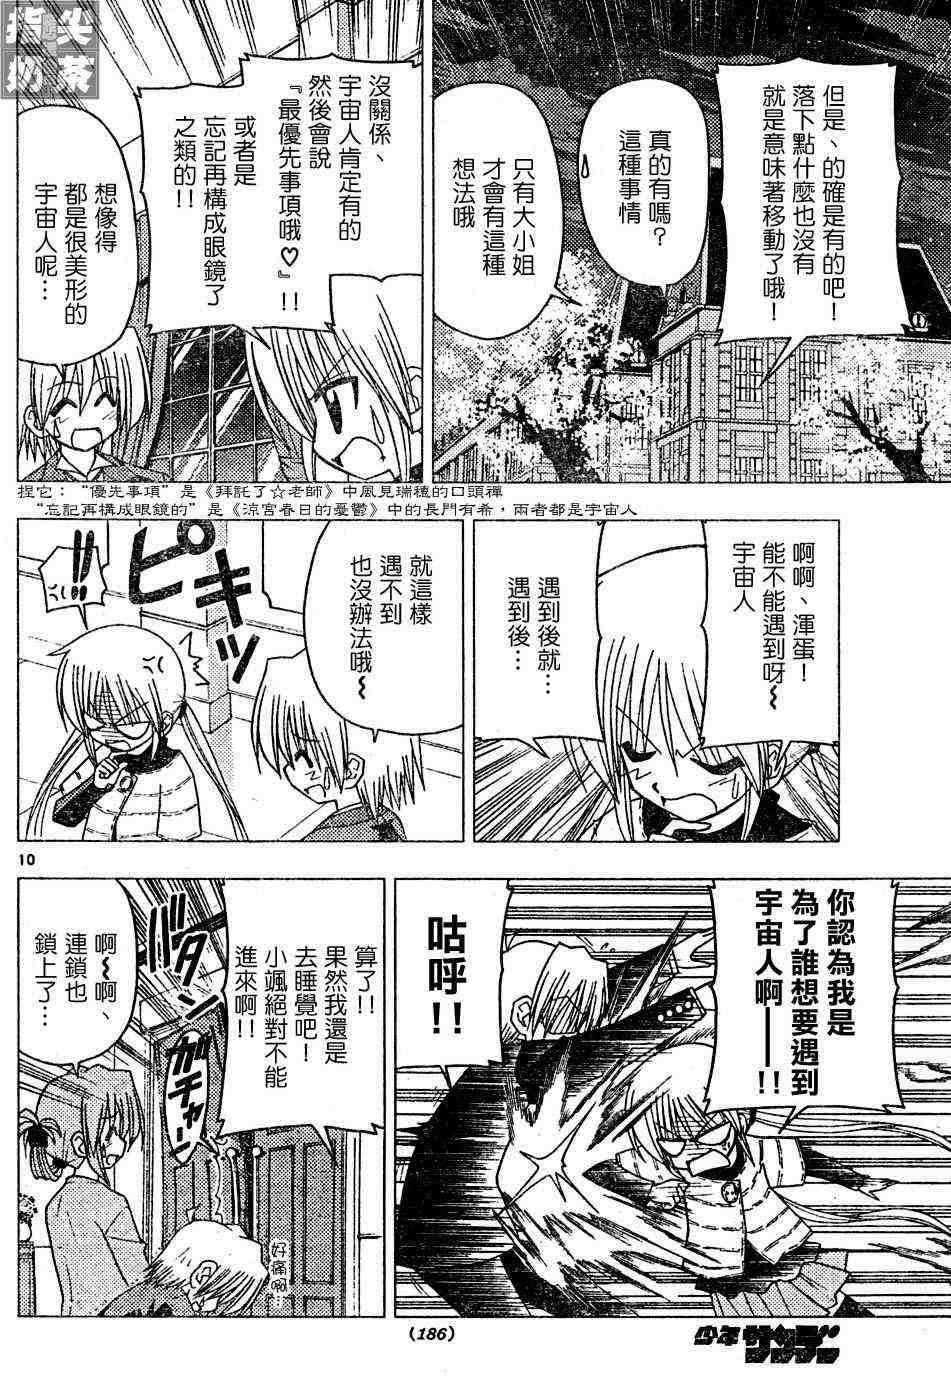 指尖
奶茶
但是、的確是有的吧！
落下點什麼也沒有
就是意味著移動了哦！
真的有嗎？
這種事情
只有大小姐
才會有這種
想法哦
沒關係、
宇宙人肯定有的
然後會說
『最優先事項哦♡』!!
或者是
忘記再構成眼鏡了
之類的!!
想像得
都是很美形的
宇宙人呢…
捏它：“優先事項”是《拜託了☆老師》中風見瑞穗的口頭禪
“忘記再構成眼鏡的”是《涼宮春日的憂鬱》中的長門有希，兩者都是宇宙人
啊啊、渾蛋！
能不能遇到呀~
宇宙人
遇到後就…
遇到後…
就這樣
遇不到
也沒辦法哦~
ピキッ
!!
10
你認為我是
為了誰想要遇到
宇宙人啊——!!
咕呼!!
算了!!
果然我還是
去睡覺吧！
小颯絕對不能
進來啊!!
バタン
ガチャッ
啊~啊、
連鎖也
鎖上了…
好痛啊…
(186)
少年サンデー